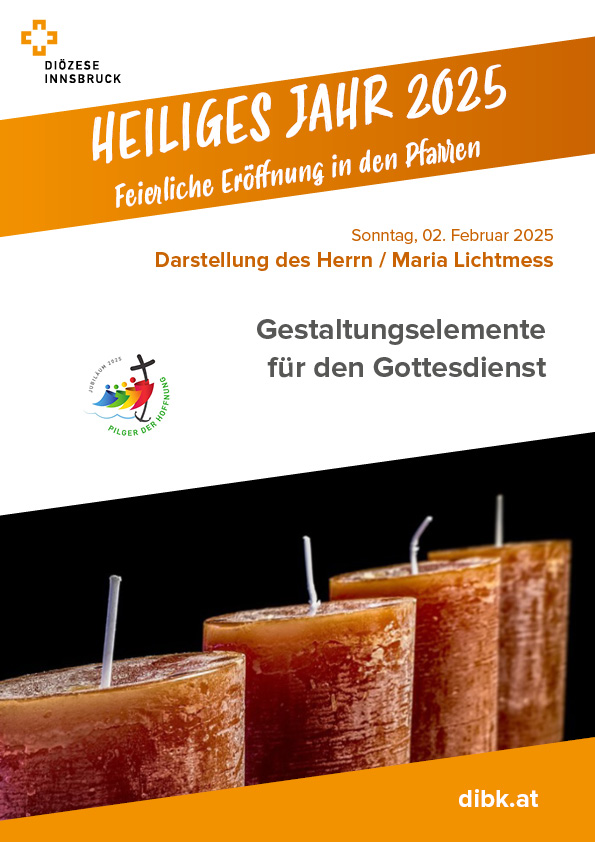 DIÖZESE
INNSBRUCK
HEILIGES JAHR 2025
Feierliche Eröffnung in den Pfarren
Sonntag, 02. Februar 2025
Darstellung des Herrn / Maria Lichtmess
Gestaltungselemente
für den Gottesdienst
JUBILÄUM 2025
PILGER DER HOFFNUNG
dibk.at